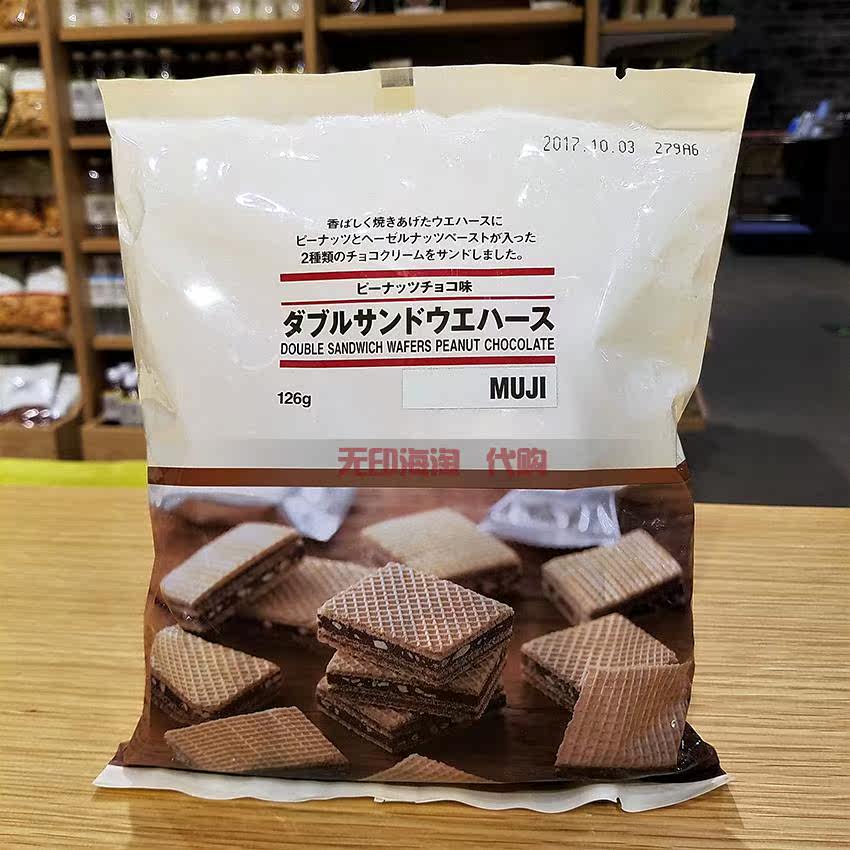 2017.10.03 279A6
香ばしく焼きあげたウエハースに
ピーナッツとヘーゼルナッツペーストが入った
2種類のチョコクリームをサンドしました。
ピーナッツチョコ味
ダブルサンドウエハース
DOUBLE SANDWICH WAFERS PEANUT CHOCOLATE
126g
MUJI
无印海淘 代购